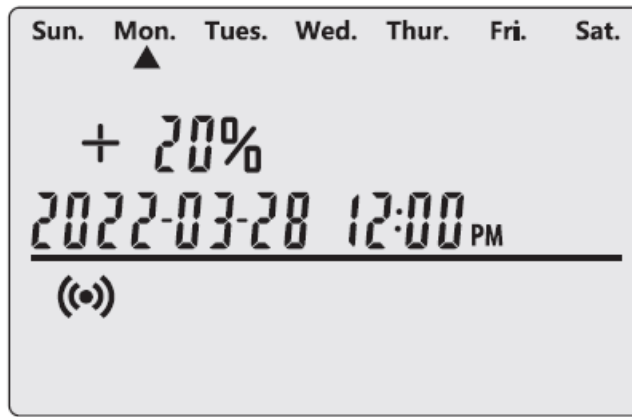 Sun. Mon. Tues. Wed. Thur. Fri. Sat.
+ 20%
2022-03-28 12:00 PM